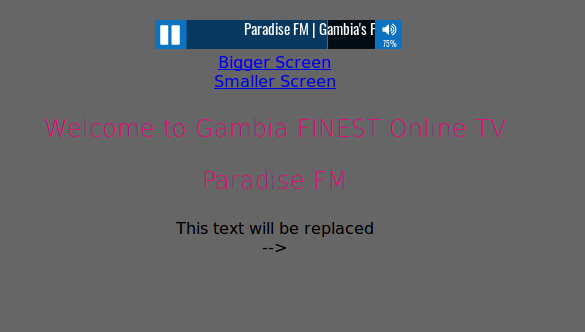 Paradise FM | Gambia's F
75%
Bigger Screen
Smaller Screen
Welcome to Gambia FINEST Online TV
Paradise FM
This text will be replaced
-->